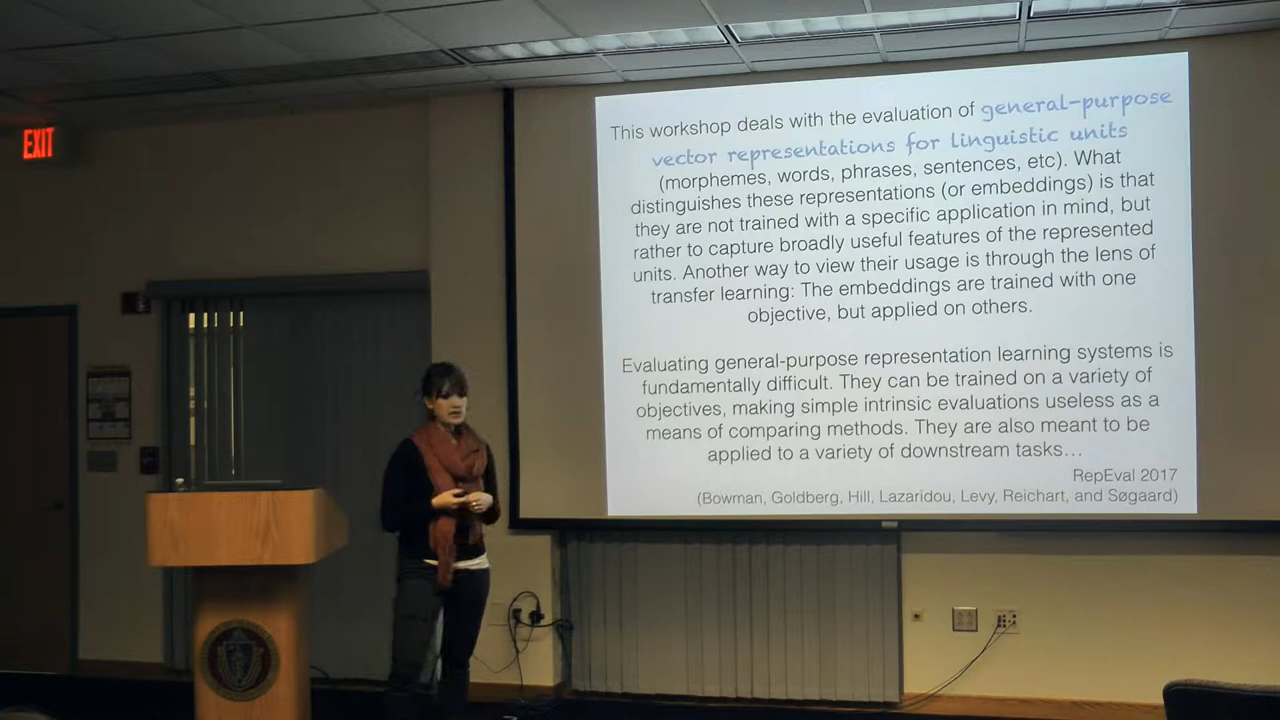 EXIT
This workshop deals with the evaluation of general-purpose
vector representations for linguistic units
(morphemes, words, phrases, sentences, etc). What
distinguishes these representations (or embeddings) is that
they are not trained with a specific application in mind, but
rather to capture broadly useful features of the represented
units. Another way to view their usage is through the lens of
transfer learning: The embeddings are trained with one
objective, but applied on others.
Evaluating general-purpose representation learning systems is
fundamentally difficult. They can be trained on a variety of
objectives, making simple intrinsic evaluations useless as a
means of comparing methods. They are also meant to be
applied to a variety of downstream tasks…
RepEval 2017
(Bowman, Goldberg, Hill, Lazaridou, Levy, Reichart, and Søgaard)